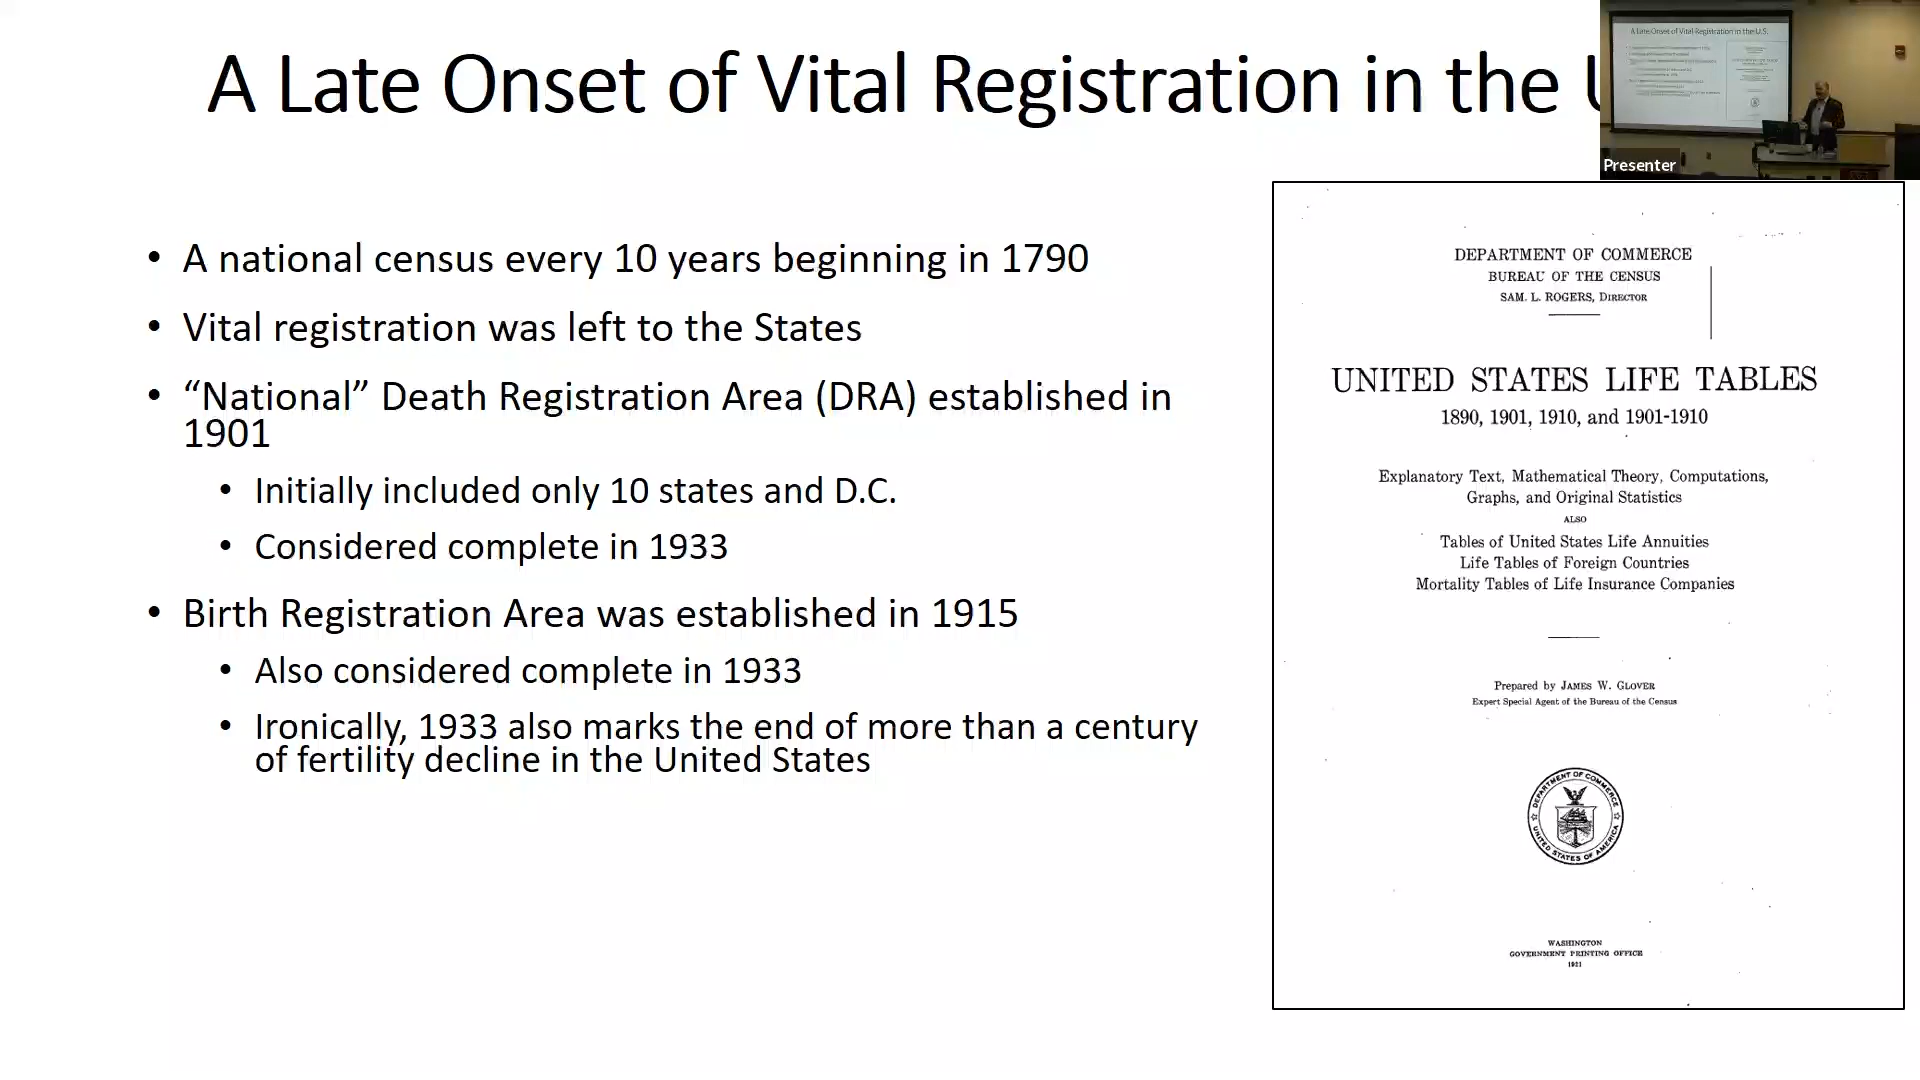 A Late Onset of Vital Registration in the U
A Late Onset of Vital Registration in the U.S.
Presenter
• A national census every 10 years beginning in 1790
• Vital registration was left to the States
• “National” Death Registration Area (DRA) established in
1901
• Initially included only 10 states and D.C.
• Considered complete in 1933
• Birth Registration Area was established in 1915
• Also considered complete in 1933
• Ironically, 1933 also marks the end of more than a century
of fertility decline in the United States
DEPARTMENT OF COMMERCE
BUREAU OF THE CENSUS
SAM. L. ROGERS, DIRECTOR
UNITED STATES LIFE TABLES
1890, 1901, 1910, and 1901-1910
Explanatory Text, Mathematical Theory, Computations,
Graphs, and Original Statistics
ALSO
Tables of United States Life Annuities
Life Tables of Foreign Countries
Mortality Tables of Life Insurance Companies
Prepared by JAMES W. GLOVER
Expert Special Agent of the Bureau of the Census
DEPARTMENT OF COMMERCE
UNITED STATES OF AMERICA
WASHINGTON
GOVERNMENT PRINTING OFFICE
1921